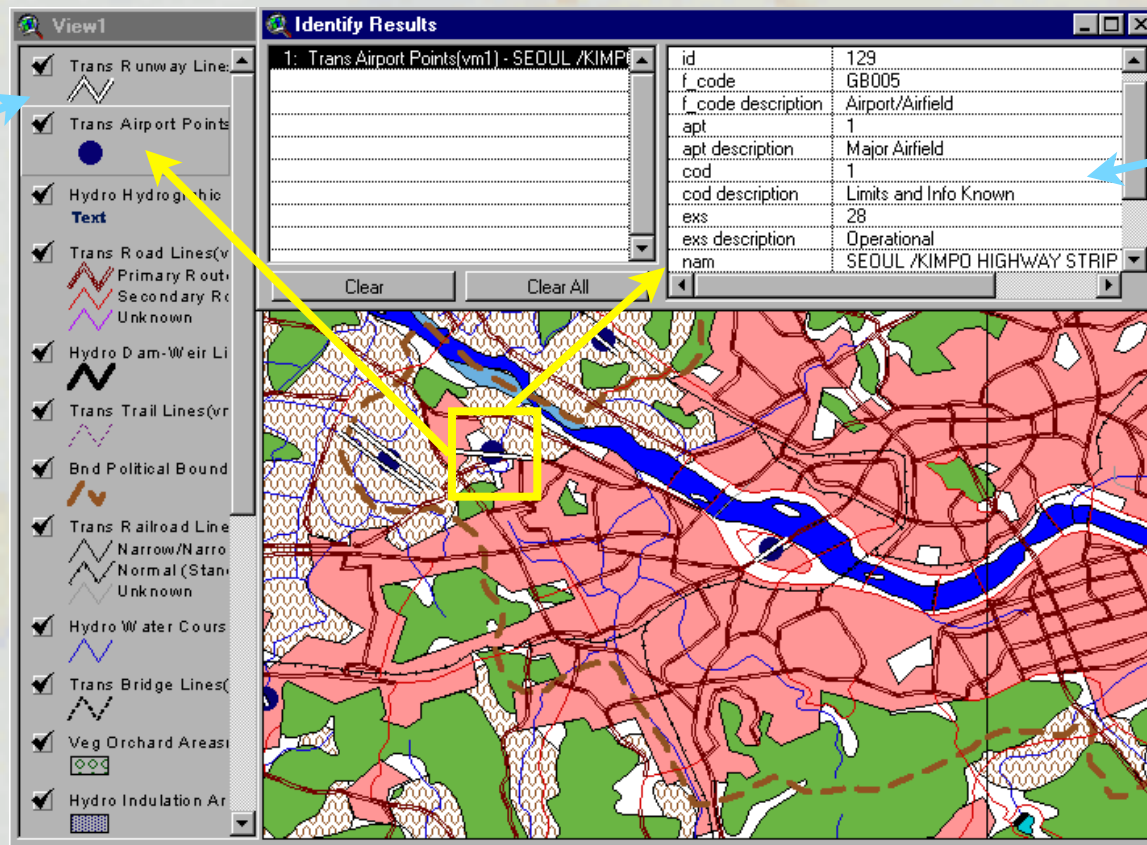 View1
Trans Runway Line
Trans Airport Points
Hydro Hydrogrphic
Text
Trans Road Lines(v
Primary Rout
Secondary Ro
Unknown
Hydro Dam-Weir Li
Trans Trail Lines(vr
Bnd Political Bound
Trans Railroad Line
Narrow/Narro
Normal (Stan
Unknown
Hydro Water Cours
Trans Bridge Lines(
Veg Orchard Areas
Hydro Indulation Ar
Identify Results
1: Trans Airport Points(vm1) - SEOUL /KIMP
Clear Clear All
id 129
f_code GB005
f_code description Airport/Airfield
apt 1
apt description Major Airfield
cod 1
cod description Limits and Info Known
exs 28
exs description Operational
nam SEOUL /KIMPO HIGHWAY STRIP